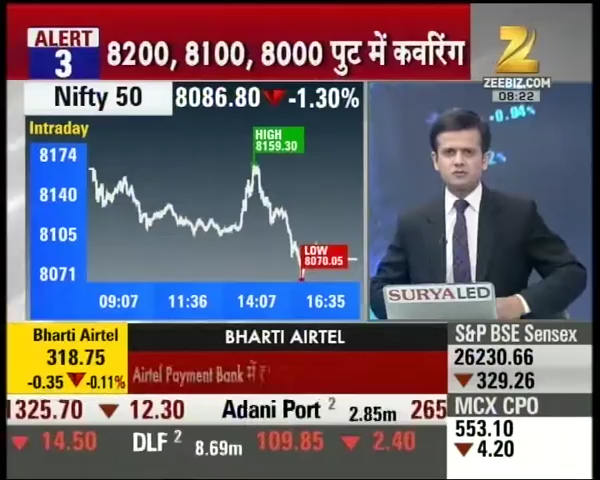 ALERT
3
8200, 8100, 8000 पुट में कवरिंग
ZEEBIZ.COM
08:22
Nifty 50
8086.80 -1.30%
Intraday
8174
8140
8105
8071
HIGH
8159.30
LOW
8070.05
09:07 11:36 14:07 16:35
-0.94%
2%
SURYA LED
Bharti Airtel
318.75
-0.35 -0.11%
BHARTI AIRTEL
Airtel Payment Bank में
S&P BSE Sensex
26230.66
329.26
MCX CPO
553.10
4.20
1325.70 12.30 Adani Port 2 2.85m 265
14.50 DLF 2 8.69m 109.85 2.40